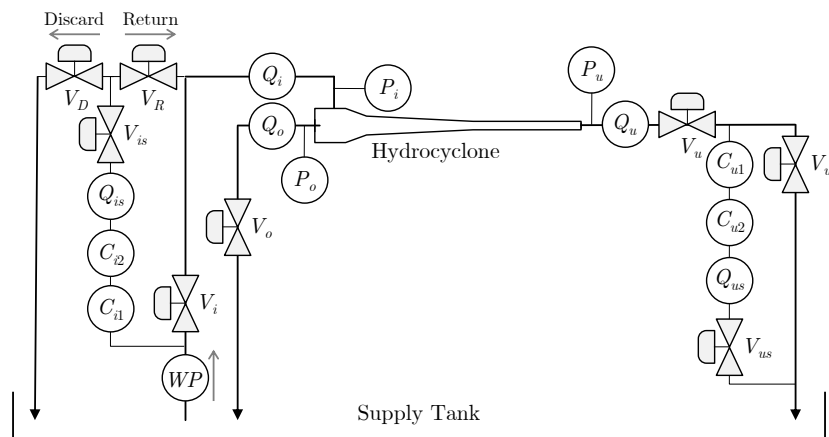 Discard Return
V_D V_R
Q_i
P_i
P_u
V_is
Q_o
Q_u
V_u
Hydrocyclone
C_u1
V_u
Q_is
P_o
C_u2
V_o
C_i2
Q_us
C_i1
V_i
V_us
WP
Supply Tank